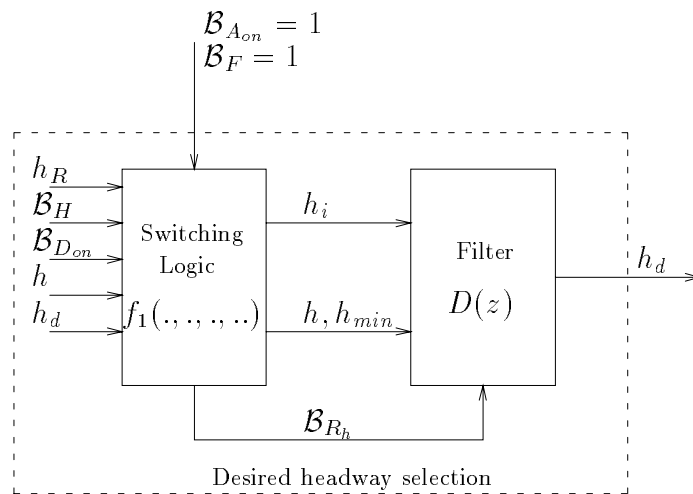 𝓑_{A_{on}} = 1
𝓑_F = 1
h_R
𝓑_H
𝓑_{D_{on}}
h
h_d
Switching
Logic
f_1(., ., ., ., ..)
h_i
h, h_{min}
Filter
D(z)
h_d
𝓑_{R_h}
Desired headway selection